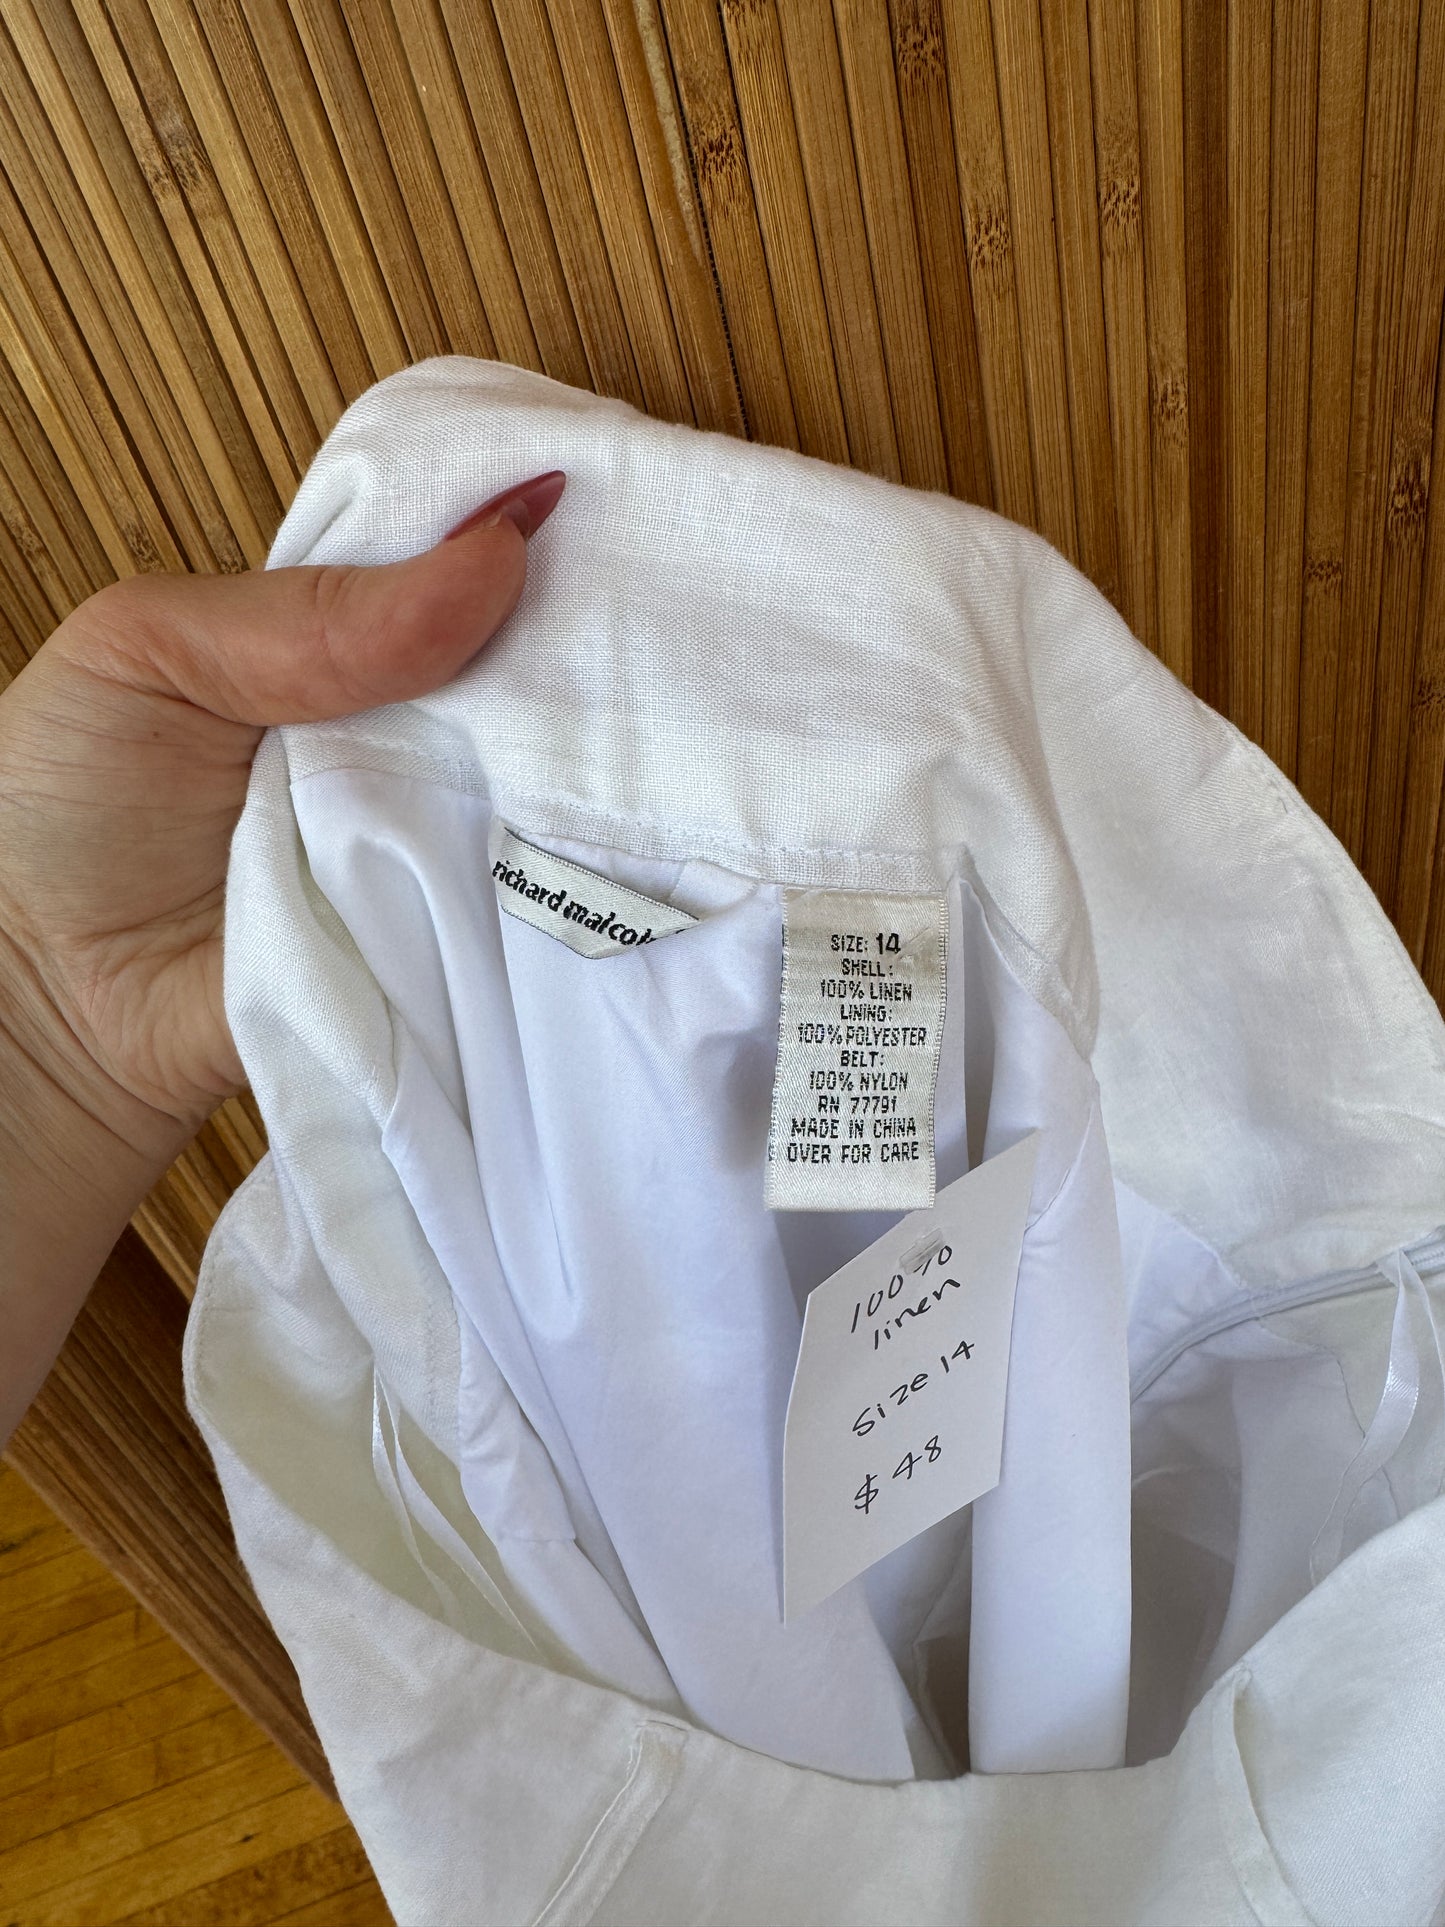 richard
SIZE: 14
SHELL:
100% LINEN
LINING:
100% POLYESTER
BELT:
100% NYLON
RN 77791
MADE IN CHINA
OVER FOR CARE
100%
linen
size 14
$48